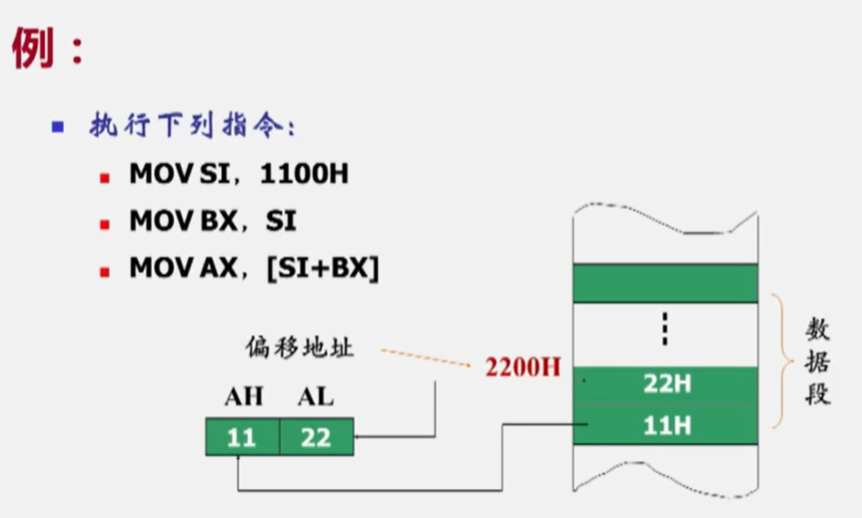 例：
执行下列指令:
MOV SI，1100H
MOV BX，SI
MOV AX，[SI+BX]
偏移地址
2200H
22H
11H
AH AL
11 22
数据段